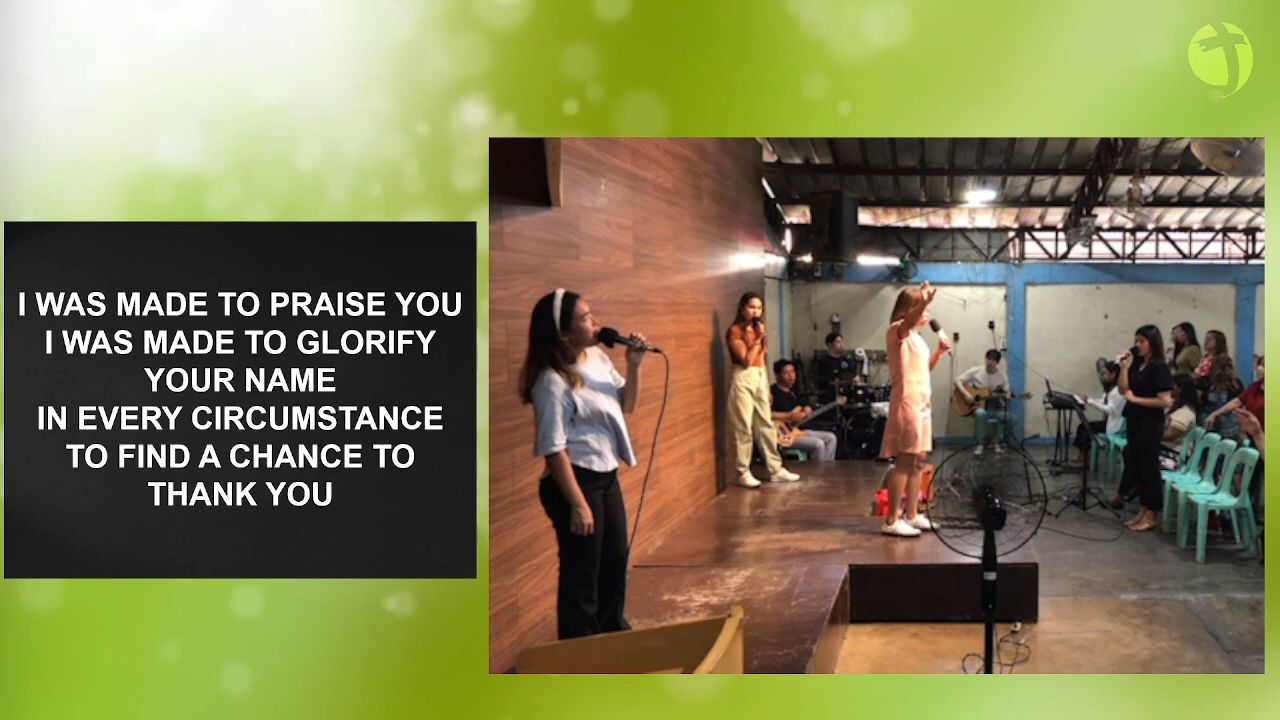 I WAS MADE TO PRAISE YOU
I WAS MADE TO GLORIFY
YOUR NAME
IN EVERY CIRCUMSTANCE
TO FIND A CHANCE TO
THANK YOU